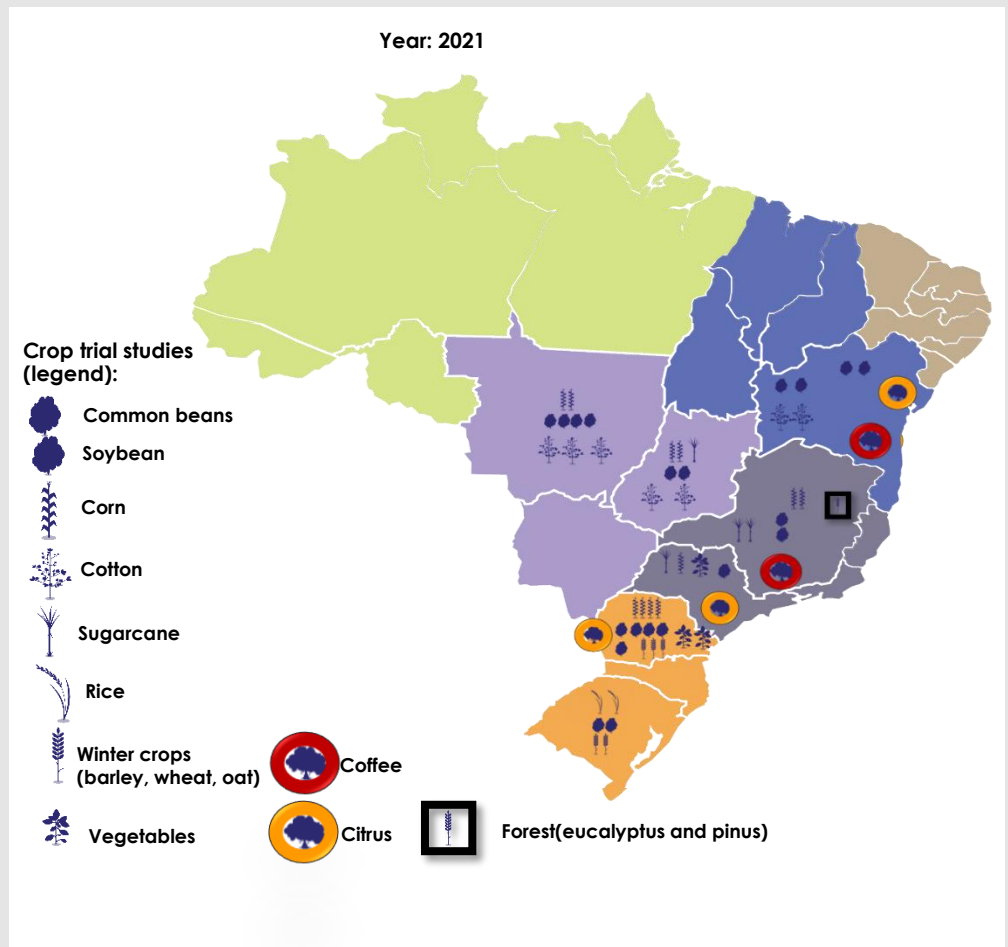 Year: 2021
Crop trial studies
(legend):
Common beans
Soybean
Corn
Cotton
Sugarcane
Rice
Winter crops
(barley, wheat, oat)
Vegetables
Coffee
Citrus
Forest(eucalyptus and pinus)